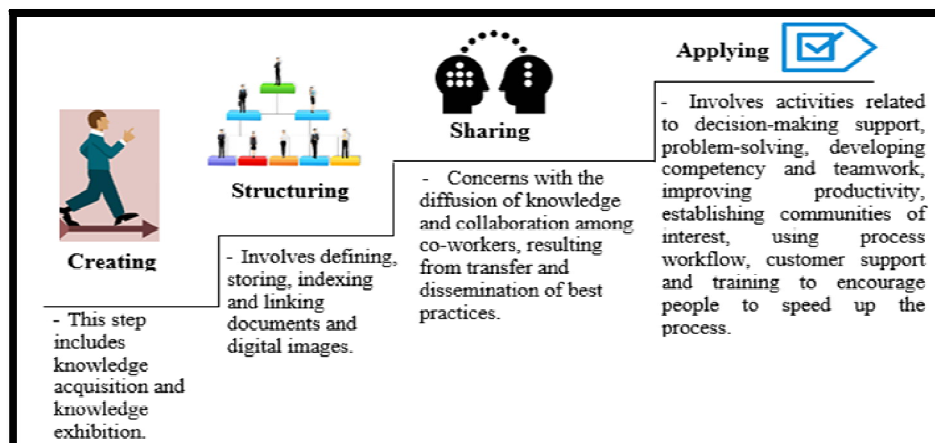 Creating
- This step
includes
knowledge
acquisition and
knowledge
exhibition.
Structuring
- Involves defining,
storing, indexing
and linking
documents and
digital images.
Sharing
- Concerns with the
diffusion of knowledge
and collaboration among
co-workers, resulting
from transfer and
dissemination of best
practices.
Applying
- Involves activities related
to decision-making support,
problem-solving, developing
competency and teamwork,
improving productivity,
establishing communities of
interest, using process
workflow, customer support
and training to encourage
people to speed up the
process.